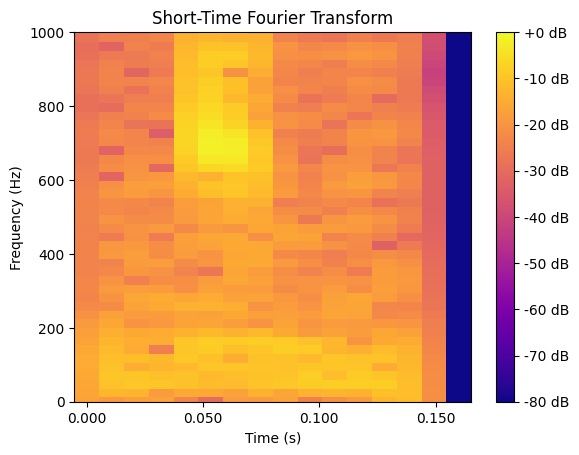 Short-Time Fourier Transform
1000
800
600
400
200
0
Frequency (Hz)
0.000
0.050
0.100
0.150
Time (s)
+0 dB
-10 dB
-20 dB
-30 dB
-40 dB
-50 dB
-60 dB
-70 dB
-80 dB